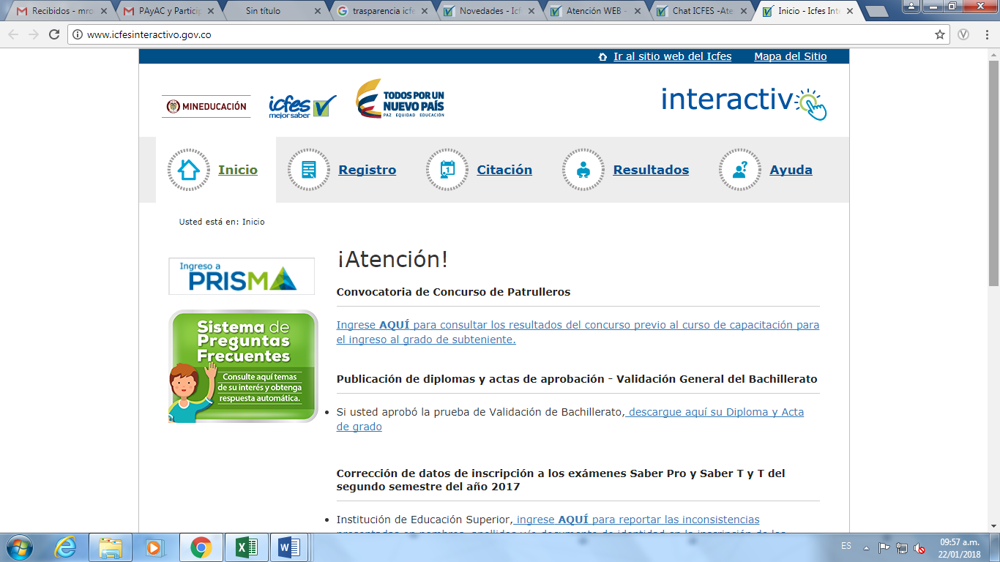 Recibidos - mro
PAyAC y Particip
Sin título
trasparencia icfe
Novedades - Icf
Atención WEB -
Chat ICFES -Ate
Inicio - Icfes Inte
www.icfesinteractivo.gov.co
Ir al sitio web del Icfes
Mapa del Sitio
MINEDUCACIÓN
icfes
mejor saber
TODOS POR UN
NUEVO PAÍS
PAZ EQUIDAD EDUCACIÓN
interactivo
Inicio
Registro
Citación
Resultados
Ayuda
Usted está en: Inicio
Ingreso a
PRISMA
Sistema de
Preguntas
Frecuentes
Consulte aquí temas
de su interés y obtenga
respuesta automática.
¡Atención!
Convocatoria de Concurso de Patrulleros
Ingrese AQUÍ para consultar los resultados del concurso previo al curso de capacitación para
el ingreso al grado de subteniente.
Publicación de diplomas y actas de aprobación - Validación General del Bachillerato
Si usted aprobó la prueba de Validación de Bachillerato, descargue aquí su Diploma y Acta
de grado
Corrección de datos de inscripción a los exámenes Saber Pro y Saber T y T del
segundo semestre del año 2017
Institución de Educación Superior, ingrese AQUÍ para reportar las inconsistencias
ES
09:57 a.m.
22/01/2018